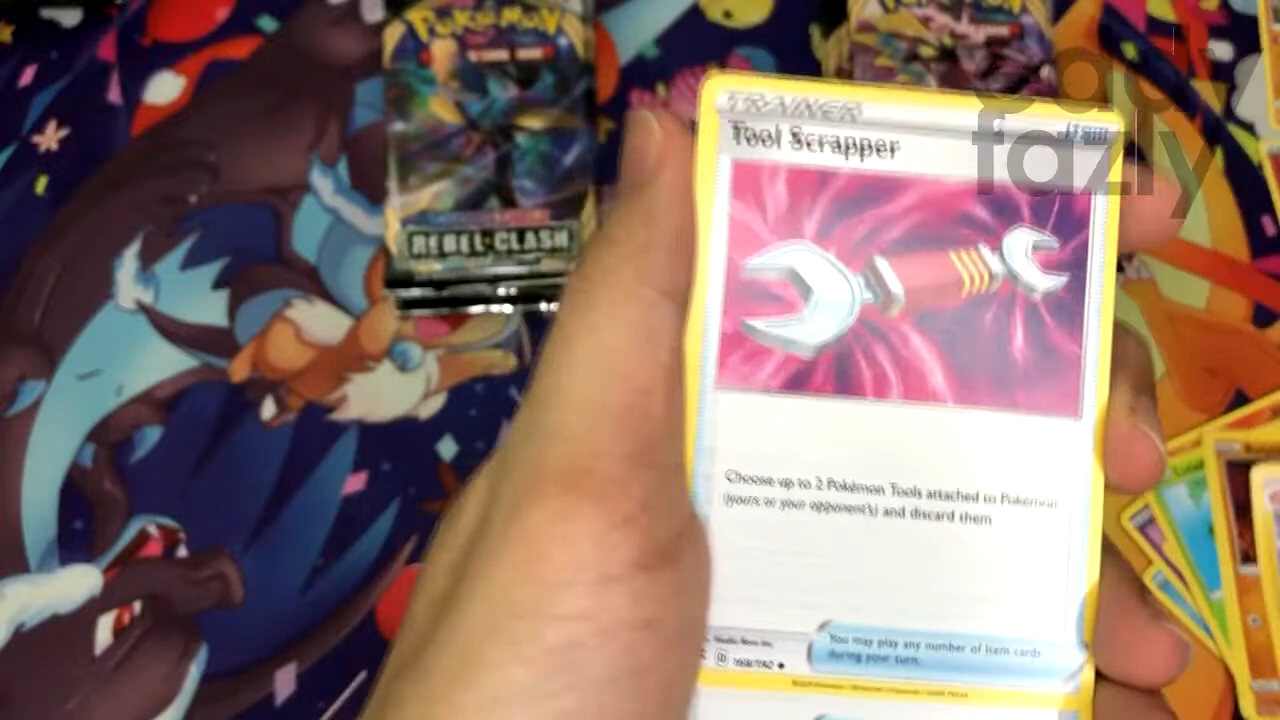 Pokémon
REBEL CLASH
TRAINER
Item
Tool Scrapper
Choose up to 2 Pokémon Tools attached to Pokémon
(yours or your opponent's) and discard them
You may play any number of Item cards
during your turn.
fazly